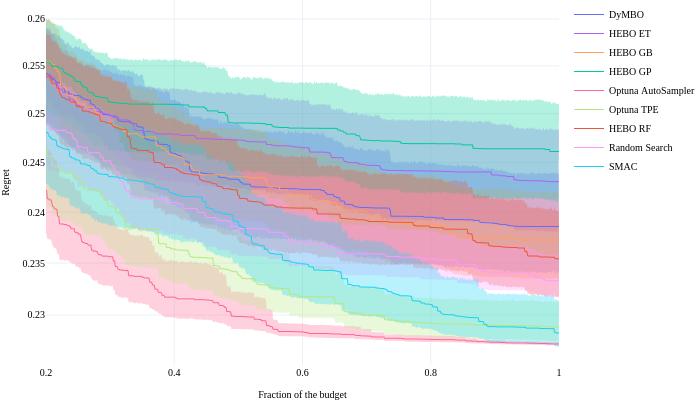 0.26
0.255
0.25
0.245
0.24
0.235
0.23
Regret
0.2
0.4
0.6
0.8
1
Fraction of the budget
DyMBO
HEBO ET
HEBO GB
HEBO GP
Optuna AutoSampler
Optuna TPE
HEBO RF
Random Search
SMAC